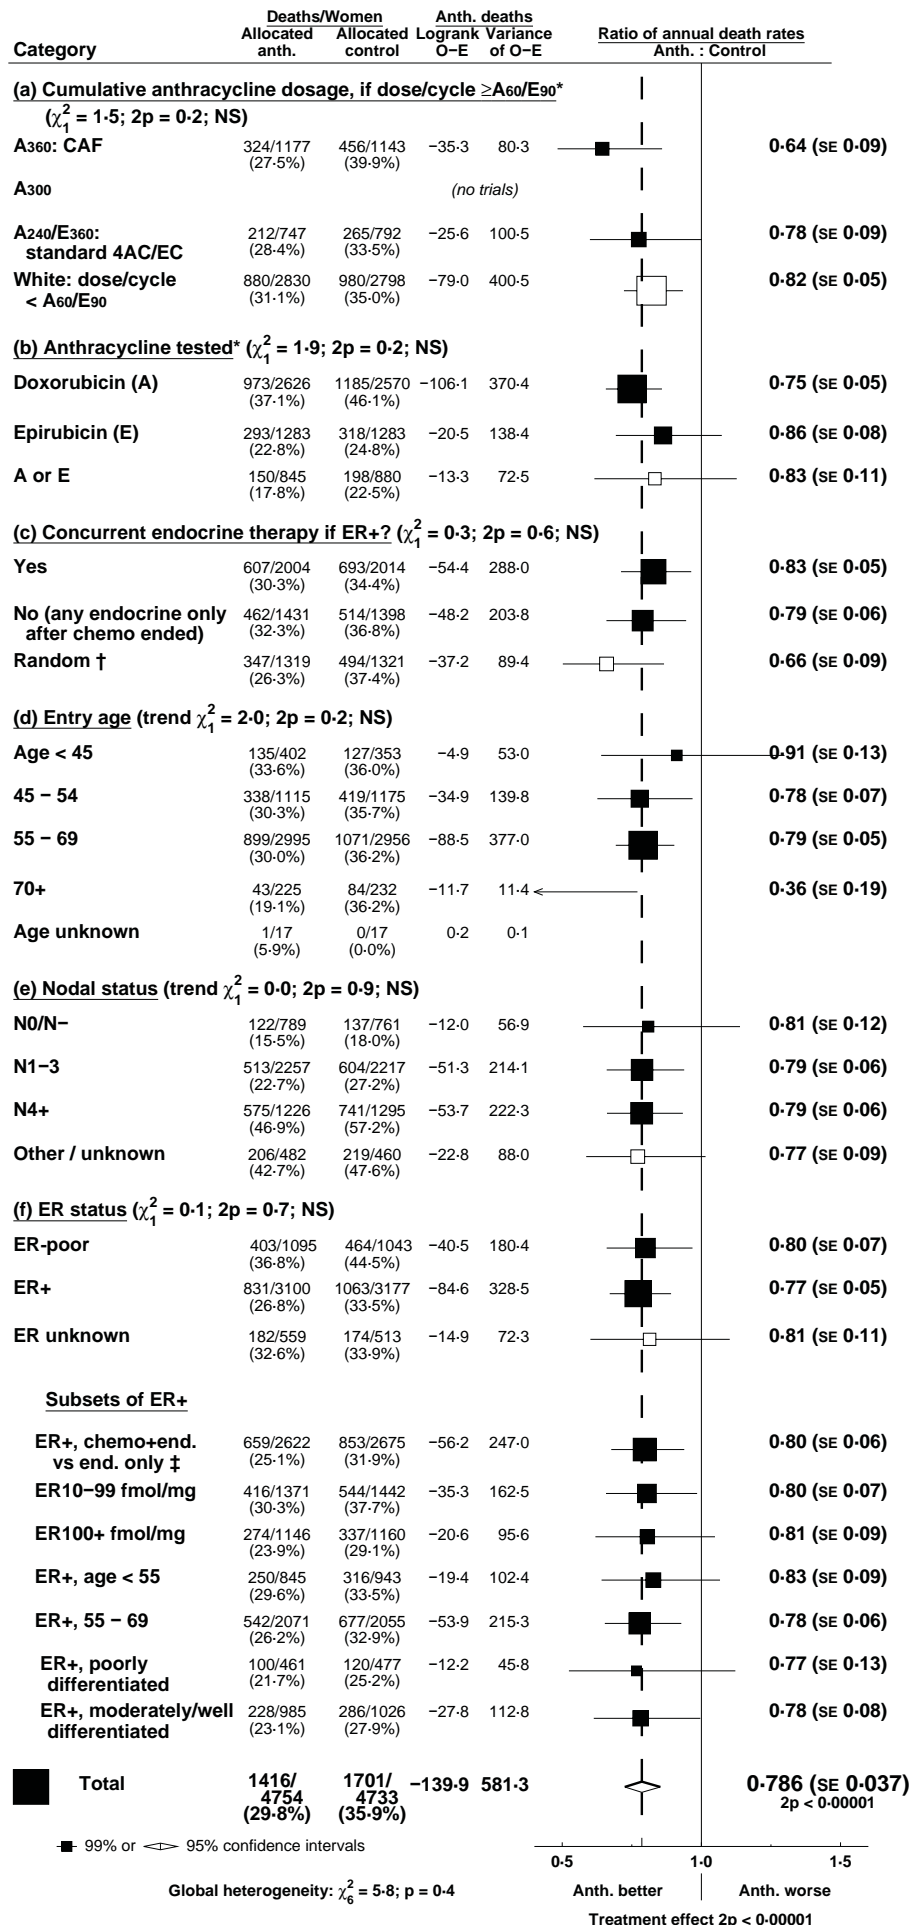 Deaths/Women Anth. deaths
Allocated Allocated Logrank Variance Ratio of annual death rates
Category anth. control O−E of O−E Anth. : Control
(a) Cumulative anthracycline dosage, if dose/cycle ≥A60/E90*
(χ²₁ = 1·5; 2p = 0·2; NS)
A360: CAF 324/1177 456/1143 −35·3 80·3 0·64 (SE 0·09)
(27·5%) (39·9%)
A300 (no trials)
A240/E360: 212/747 265/792 −25·6 100·5 0·78 (SE 0·09)
standard 4AC/EC (28·4%) (33·5%)
White: dose/cycle 880/2830 980/2798 −79·0 400·5 0·82 (SE 0·05)
< A60/E90 (31·1%) (35·0%)
(b) Anthracycline tested* (χ²₁ = 1·9; 2p = 0·2; NS)
Doxorubicin (A) 973/2626 1185/2570 −106·1 370·4 0·75 (SE 0·05)
(37·1%) (46·1%)
Epirubicin (E) 293/1283 318/1283 −20·5 138·4 0·86 (SE 0·08)
(22·8%) (24·8%)
A or E 150/845 198/880 −13·3 72·5 0·83 (SE 0·11)
(17·8%) (22·5%)
(c) Concurrent endocrine therapy if ER+? (χ²₁ = 0·3; 2p = 0·6; NS)
Yes 607/2004 693/2014 −54·4 288·0 0·83 (SE 0·05)
(30·3%) (34·4%)
No (any endocrine only 462/1431 514/1398 −48·2 203·8 0·79 (SE 0·06)
after chemo ended) (32·3%) (36·8%)
Random † 347/1319 494/1321 −37·2 89·4 0·66 (SE 0·09)
(26·3%) (37·4%)
(d) Entry age (trend χ²₁ = 2·0; 2p = 0·2; NS)
Age < 45 135/402 127/353 −4·9 53·0 0·91 (SE 0·13)
(33·6%) (36·0%)
45 − 54 338/1115 419/1175 −34·9 139·8 0·78 (SE 0·07)
(30·3%) (35·7%)
55 − 69 899/2995 1071/2956 −88·5 377·0 0·79 (SE 0·05)
(30·0%) (36·2%)
70+ 43/225 84/232 −11·7 11·4 0·36 (SE 0·19)
(19·1%) (36·2%)
Age unknown 1/17 0/17 0·2 0·1
(5·9%) (0·0%)
(e) Nodal status (trend χ²₁ = 0·0; 2p = 0·9; NS)
N0/N− 122/789 137/761 −12·0 56·9 0·81 (SE 0·12)
(15·5%) (18·0%)
N1−3 513/2257 604/2217 −51·3 214·1 0·79 (SE 0·06)
(22·7%) (27·2%)
N4+ 575/1226 741/1295 −53·7 222·3 0·79 (SE 0·06)
(46·9%) (57·2%)
Other / unknown 206/482 219/460 −22·8 88·0 0·77 (SE 0·09)
(42·7%) (47·6%)
(f) ER status (χ²₁ = 0·1; 2p = 0·7; NS)
ER-poor 403/1095 464/1043 −40·5 180·4 0·80 (SE 0·07)
(36·8%) (44·5%)
ER+ 831/3100 1063/3177 −84·6 328·5 0·77 (SE 0·05)
(26·8%) (33·5%)
ER unknown 182/559 174/513 −14·9 72·3 0·81 (SE 0·11)
(32·6%) (33·9%)
Subsets of ER+
ER+, chemo+end. 659/2622 853/2675 −56·2 247·0 0·80 (SE 0·06)
vs end. only ‡ (25·1%) (31·9%)
ER10−99 fmol/mg 416/1371 544/1442 −35·3 162·5 0·80 (SE 0·07)
(30·3%) (37·7%)
ER100+ fmol/mg 274/1146 337/1160 −20·6 95·6 0·81 (SE 0·09)
(23·9%) (29·1%)
ER+, age < 55 250/845 316/943 −19·4 102·4 0·83 (SE 0·09)
(29·6%) (33·5%)
ER+, 55 − 69 542/2071 677/2055 −53·9 215·3 0·78 (SE 0·06)
(26·2%) (32·9%)
ER+, poorly 100/461 120/477 −12·2 45·8 0·77 (SE 0·13)
differentiated (21·7%) (25·2%)
ER+, moderately/well 228/985 286/1026 −27·8 112·8 0·78 (SE 0·08)
differentiated (23·1%) (27·9%)
Total 1416/ 1701/ −139·9 581·3 0·786 (SE 0·037)
4754 4733 2p < 0·00001
(29·8%) (35·9%)
99% or 95% confidence intervals
0·5 1·0 1·5
Global heterogeneity: χ²₆ = 5·8; p = 0·4 Anth. better Anth. worse
Treatment effect 2p < 0·00001